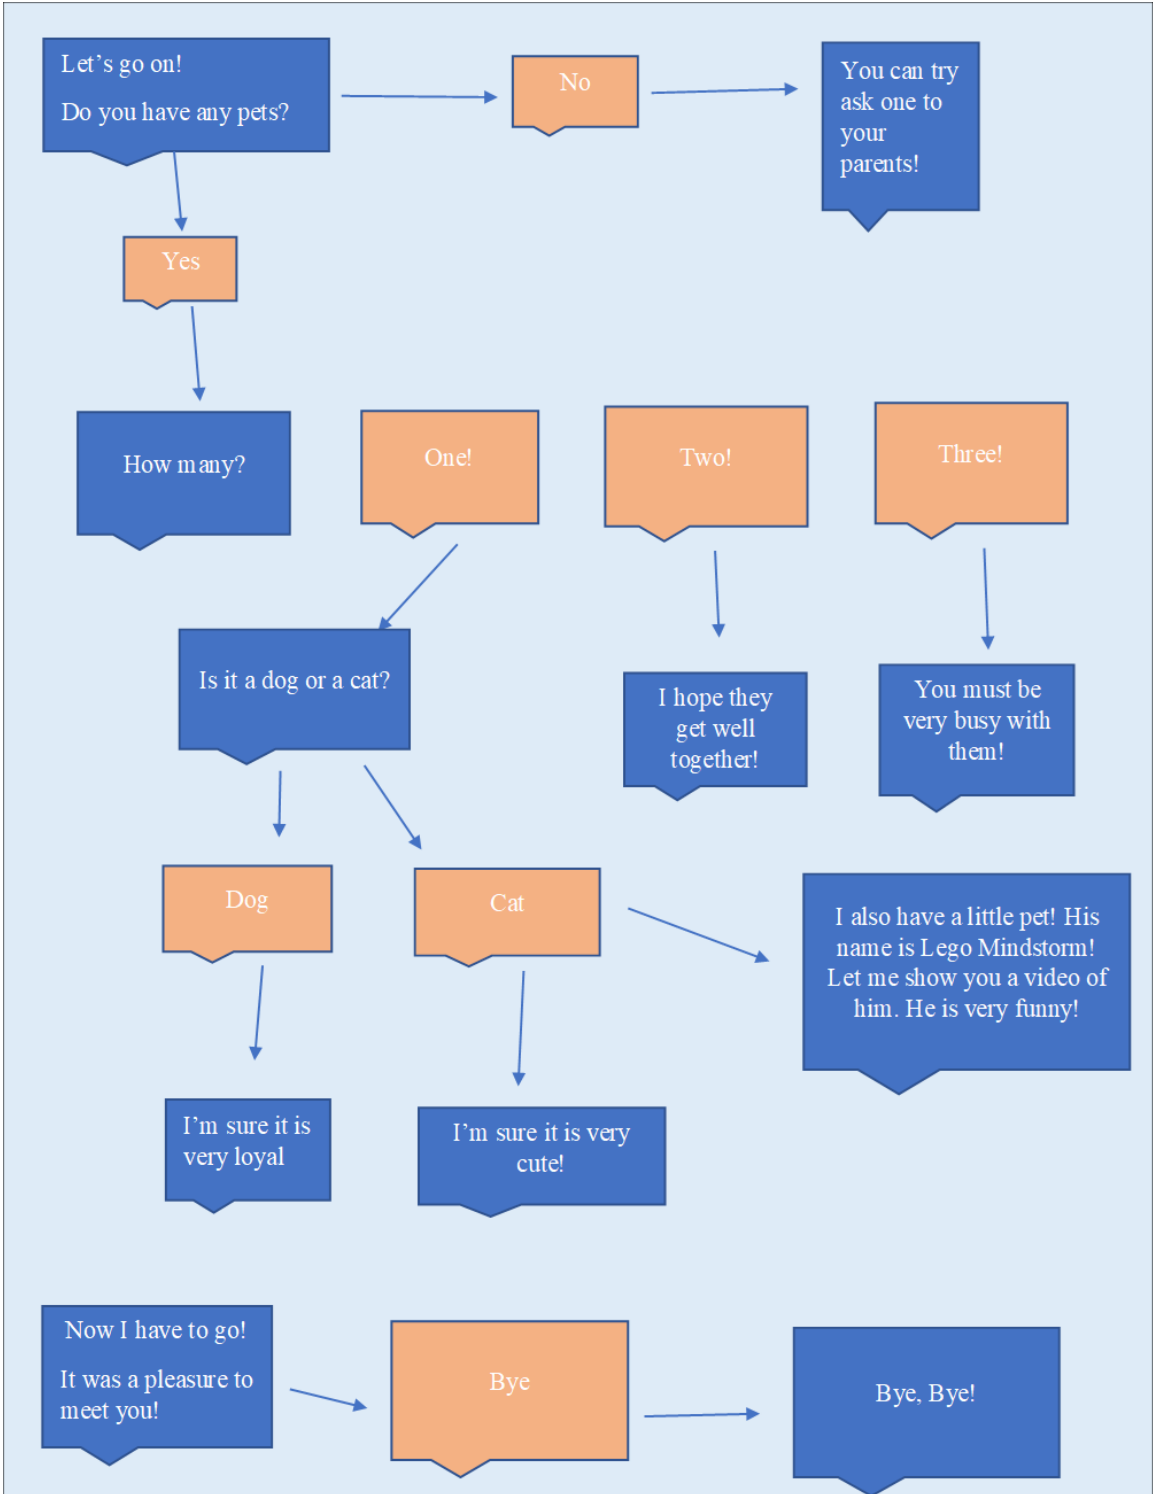 Let’s go on!
Do you have any pets?
No
You can try
ask one to
your
parents!
Yes
How many?
One!
Two!
Three!
Is it a dog or a cat?
I hope they
get well
together!
You must be
very busy with
them!
Dog
Cat
I also have a little pet! His
name is Lego Mindstorm!
Let me show you a video of
him. He is very funny!
I’m sure it is
very loyal
I’m sure it is very
cute!
Now I have to go!
It was a pleasure to
meet you!
Bye
Bye, Bye!